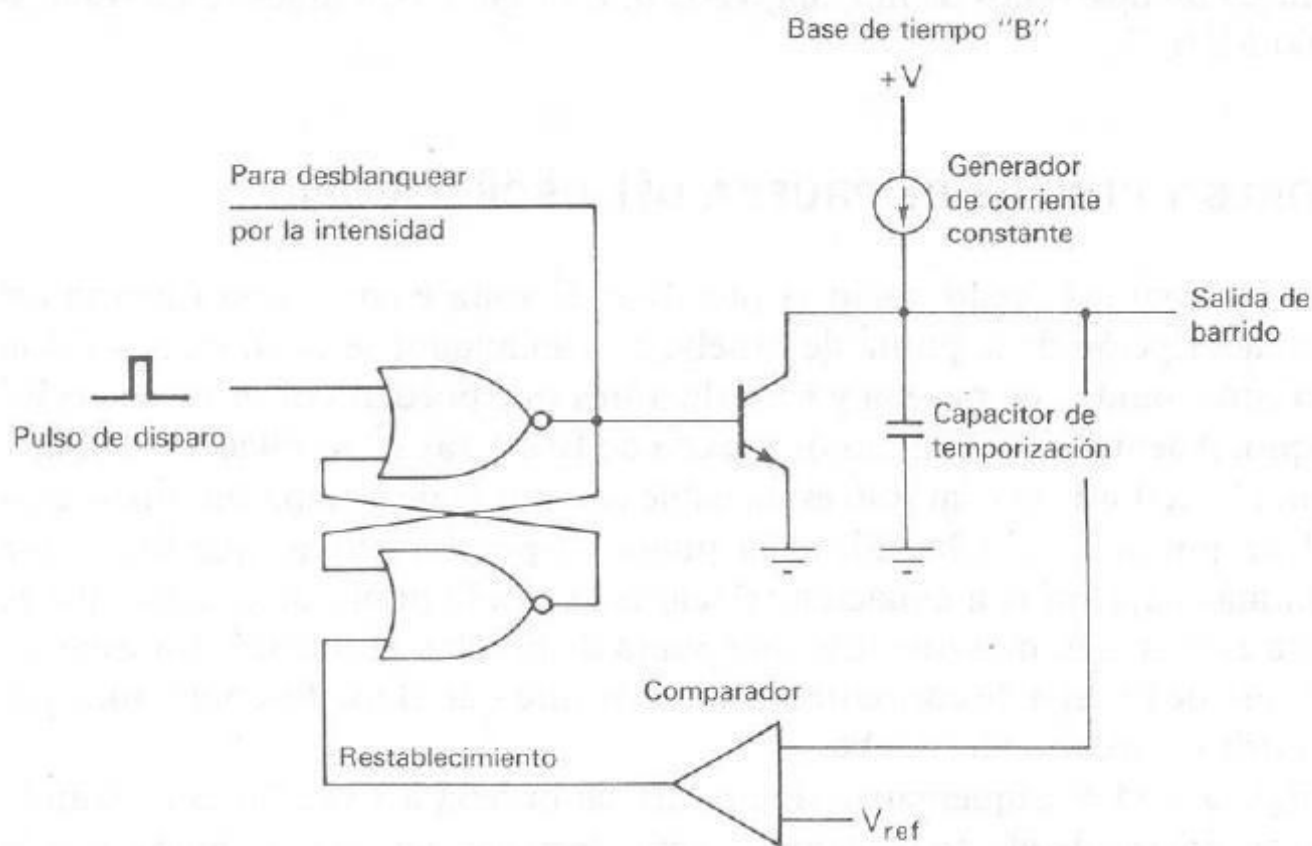 Base de tiempo "B"
+V
Para desblanquear
por la intensidad
Generador
de corriente
constante
Salida de
barrido
Pulso de disparo
Capacitor de
temporización
Comparador
Restablecimiento
Vref